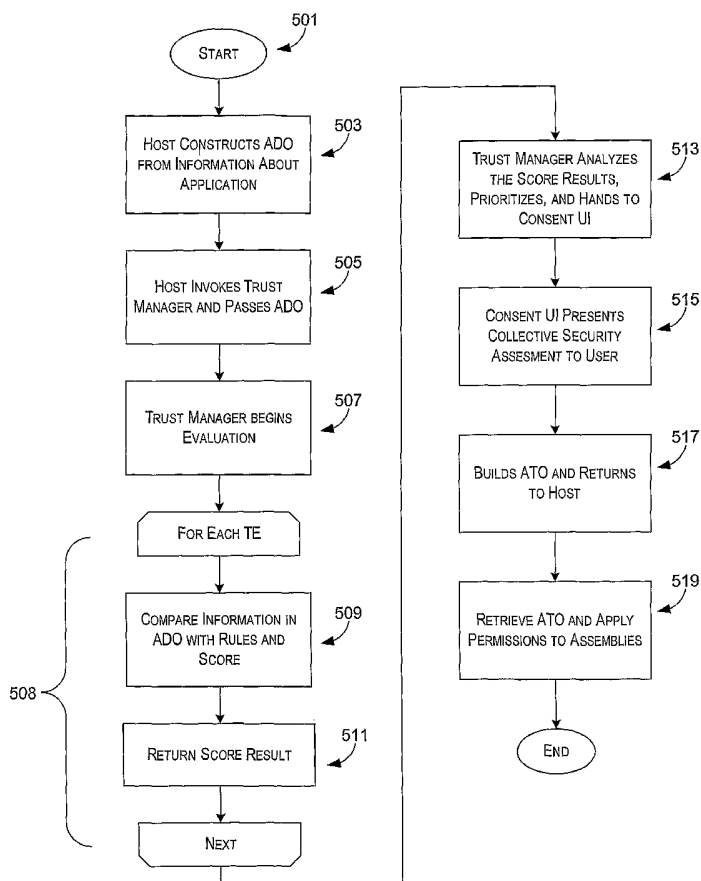 501
START
503
HOST CONSTRUCTS ADO
FROM INFORMATION ABOUT
APPLICATION
505
HOST INVOKES TRUST
MANAGER AND PASSES ADO
507
TRUST MANAGER BEGINS
EVALUATION
FOR EACH TE
508
509
COMPARE INFORMATION IN
ADO WITH RULES AND
SCORE
511
RETURN SCORE RESULT
NEXT
513
TRUST MANAGER ANALYZES
THE SCORE RESULTS,
PRIORITIZES, AND HANDS TO
CONSENT UI
515
CONSENT UI PRESENTS
COLLECTIVE SECURITY
ASSESMENT TO USER
517
BUILDS ATO AND RETURNS
TO HOST
519
RETRIEVE ATO AND APPLY
PERMISSIONS TO ASSEMBLIES
END